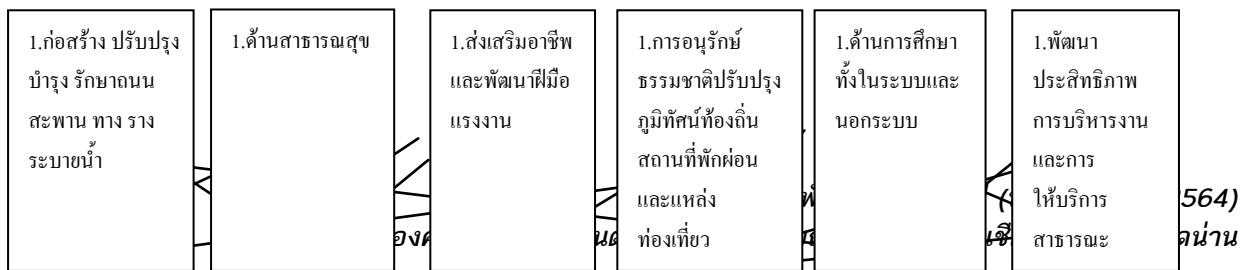 1.ก่อสร้าง ปรับปรุง
บำรุง รักษาถนน
สะพาน ทาง ราง
ระบายน้ำ
1.ด้านสาธารณสุข
1.ส่งเสริมอาชีพ
และพัฒนาฝีมือ
แรงงาน
1.การอนุรักษ์
ธรรมชาติปรับปรุง
ภูมิทัศน์ท้องถิ่น
สถานที่พักผ่อน
และแหล่ง
ท่องเที่ยว
1.ด้านการศึกษา
ทั้งในระบบและ
นอกระบบ
1.พัฒนา
ประสิทธิภาพ
การบริหารงาน
และการ
ให้บริการ
สาธารณะ
2564)